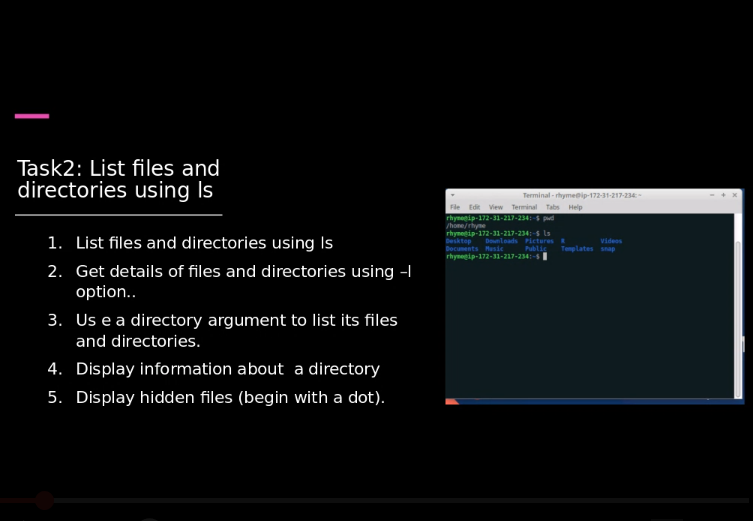 Task2: List files and
directories using ls
1. List files and directories using ls
2. Get details of files and directories using –l
option..
3. Us e a directory argument to list its files
and directories.
4. Display information about  a directory
5. Display hidden files (begin with a dot).
Terminal - rhyme@ip-172-31-217-234: ~
File Edit View Terminal Tabs Help
rhyme@ip-172-31-217-234:~$ pwd
/home/rhyme
rhyme@ip-172-31-217-234:~$ ls
Desktop Downloads Pictures R Videos
Documents Music Public Templates snap
rhyme@ip-172-31-217-234:~$